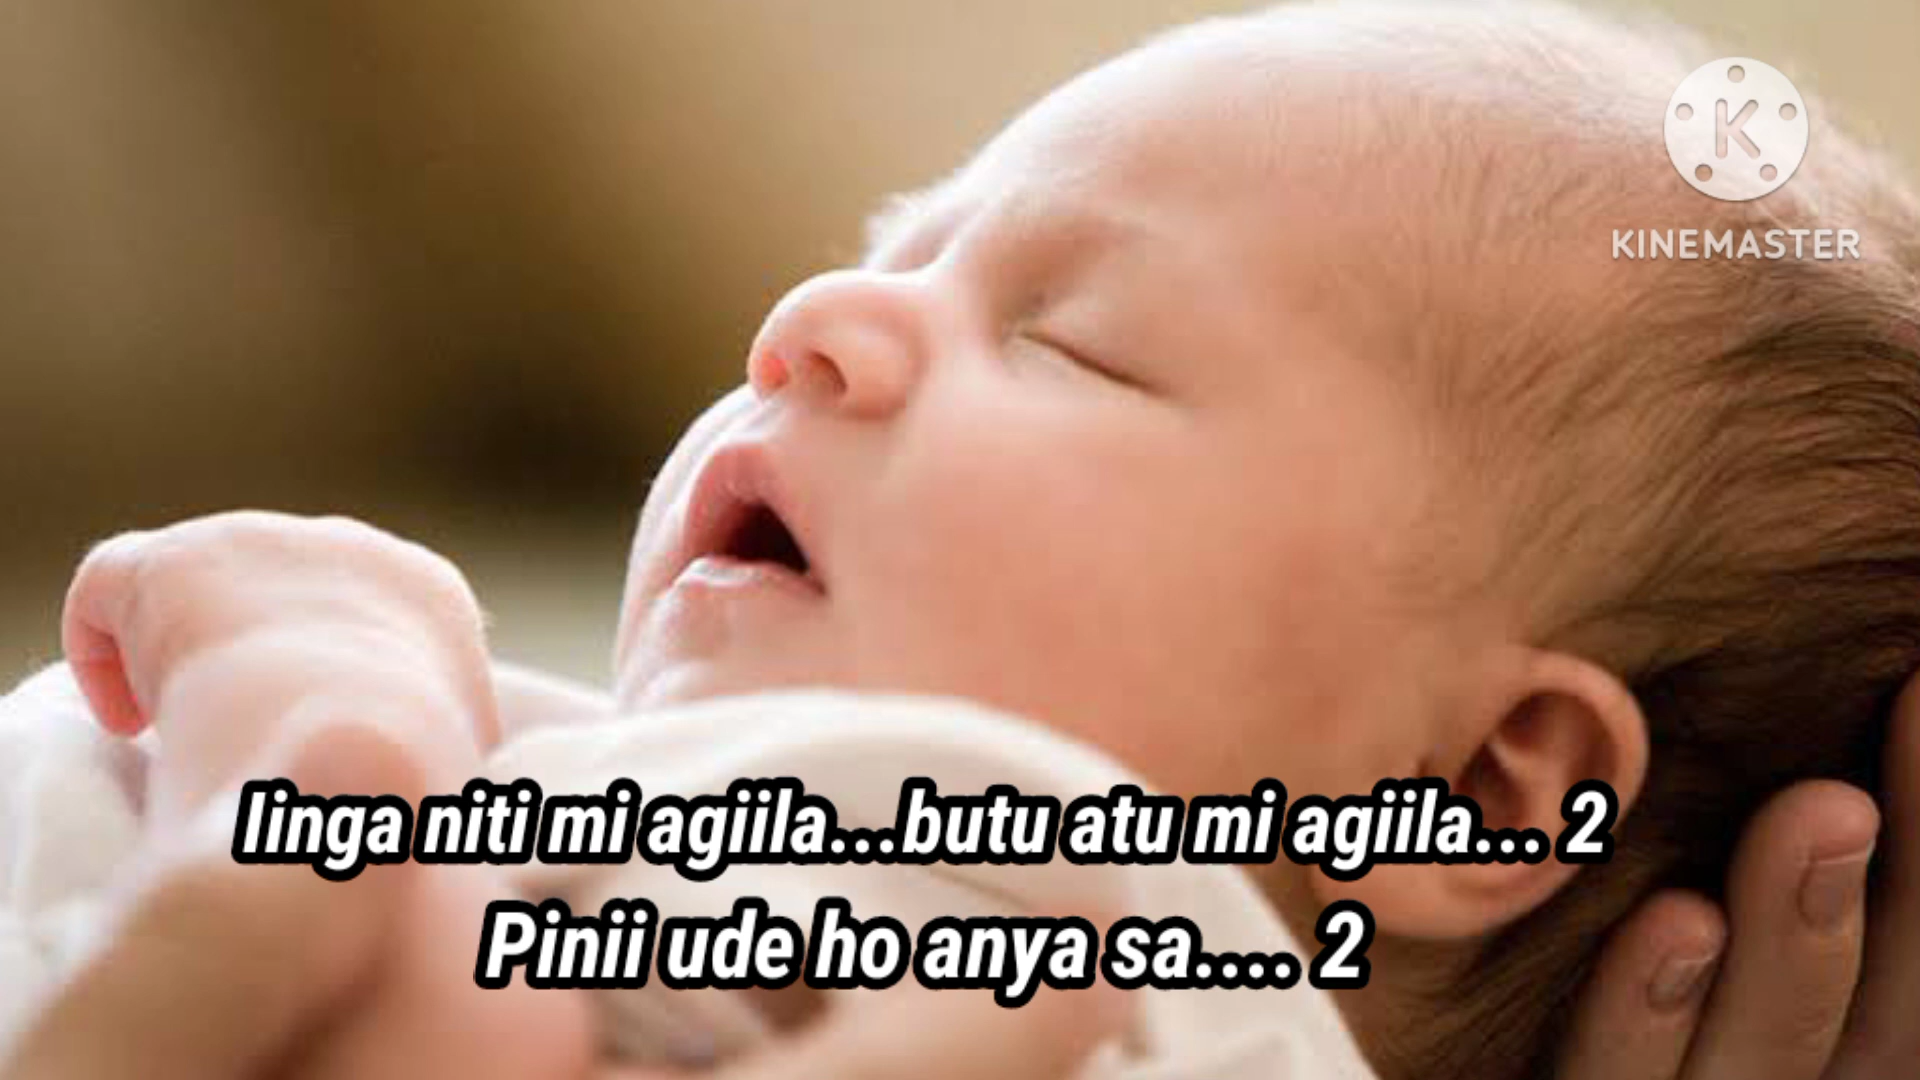 K
KINEMASTER
Iinga niti mi agiila...butu atu mi agiila... 2
Pinii ude ho anya sa.... 2